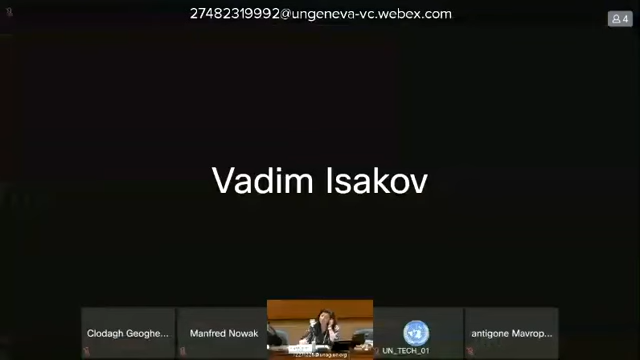 27482319992@ungeneva-vc.webex.com
4
Vadim Isakov
Clodagh Geoghe...
Manfred Nowak
UN_TECH_01
antigone Mavrop...